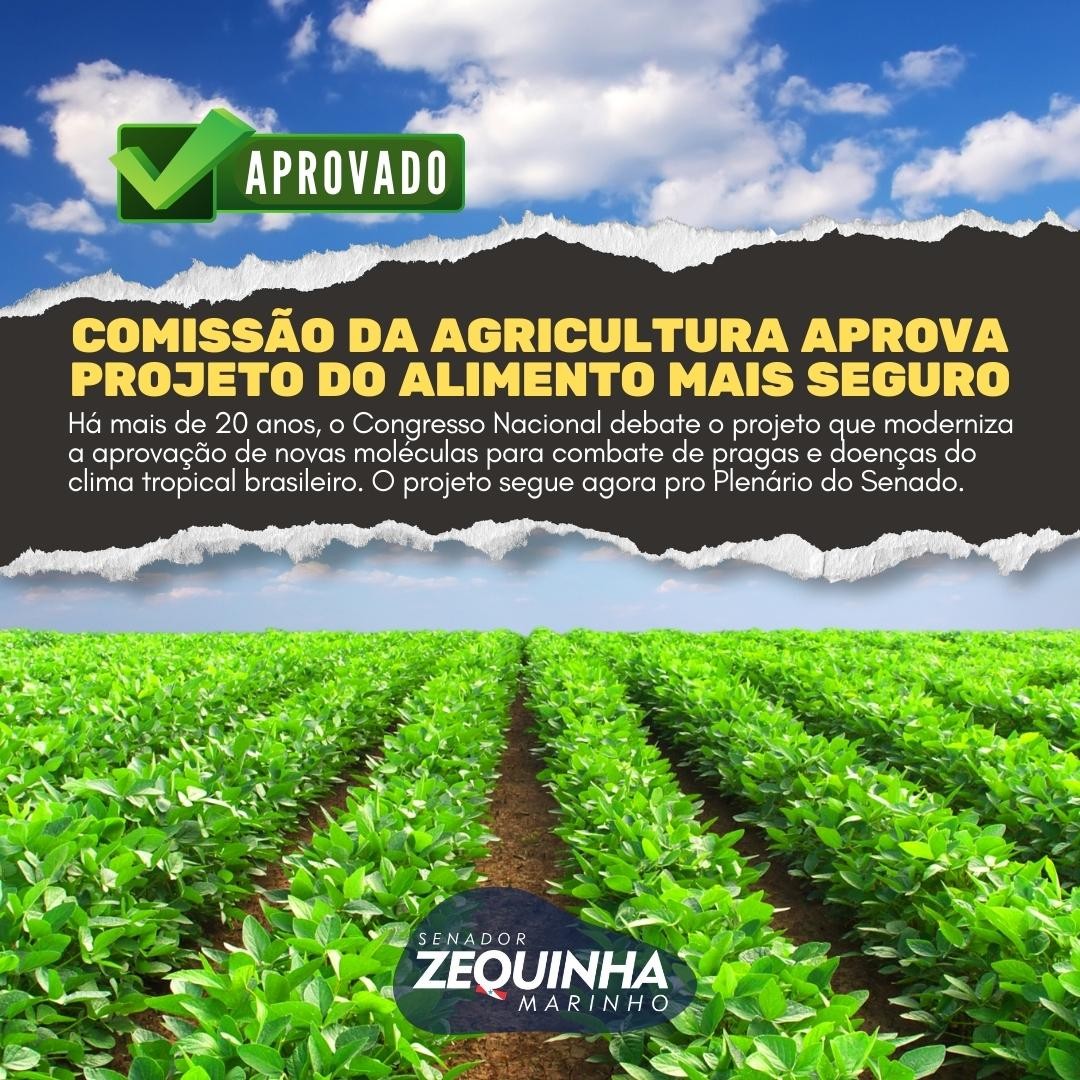 APROVADO
COMISSÃO DA AGRICULTURA APROVA
PROJETO DO ALIMENTO MAIS SEGURO
Há mais de 20 anos, o Congresso Nacional debate o projeto que moderniza
a aprovação de novas moléculas para combate de pragas e doenças do
clima tropical brasileiro. O projeto segue agora pro Plenário do Senado.
SENADOR
ZEQUINHA
MARINHO